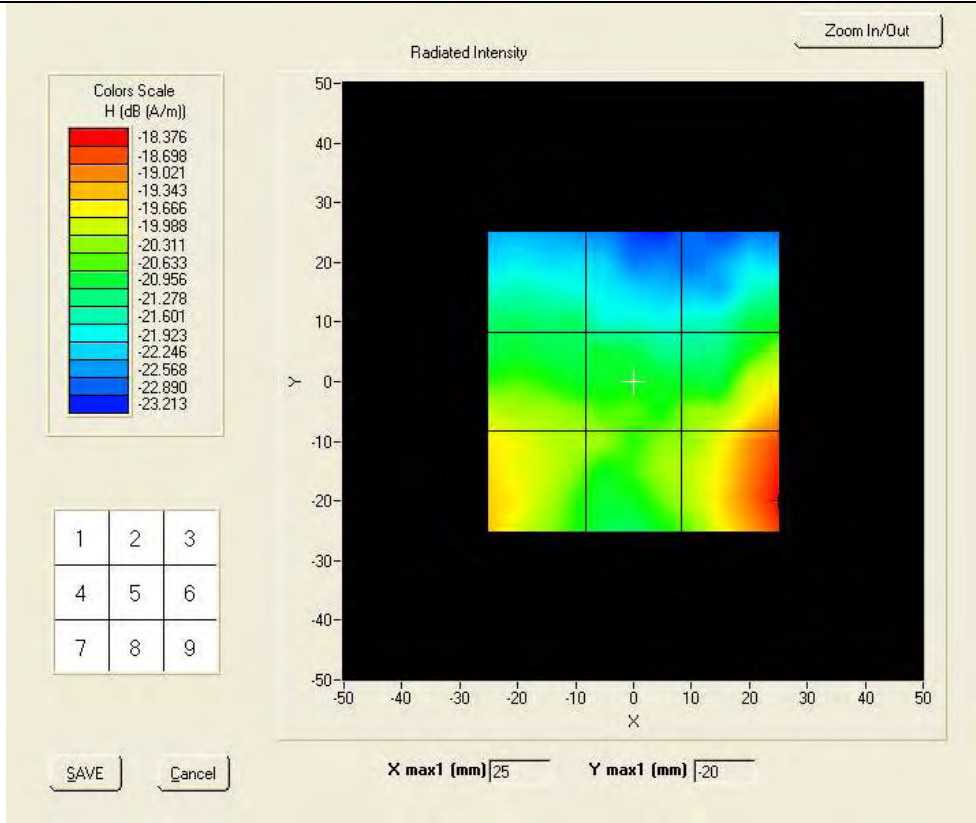 Zoom In/Out
Radiated Intensity
Colors Scale
H (dB (A/m))
-18.376
-18.698
-19.021
-19.343
-19.666
-19.988
-20.311
-20.633
-20.956
-21.278
-21.601
-21.923
-22.246
-22.568
-22.890
-23.213
1 2 3
4 5 6
7 8 9
Y
50
40
30
20
10
0
-10
-20
-30
-40
-50
-50 -40 -30 -20 -10 0 10 20 30 40 50
X
SAVE Cancel
X max1 (mm) 25 Y max1 (mm) -20